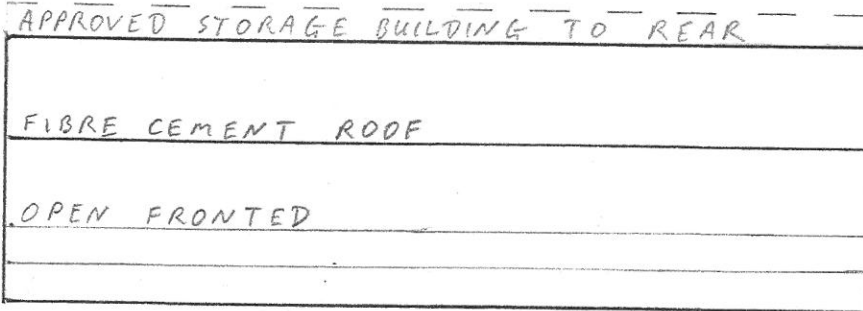 APPROVED STORAGE BUILDING TO REAR
FIBRE CEMENT ROOF
OPEN FRONTED